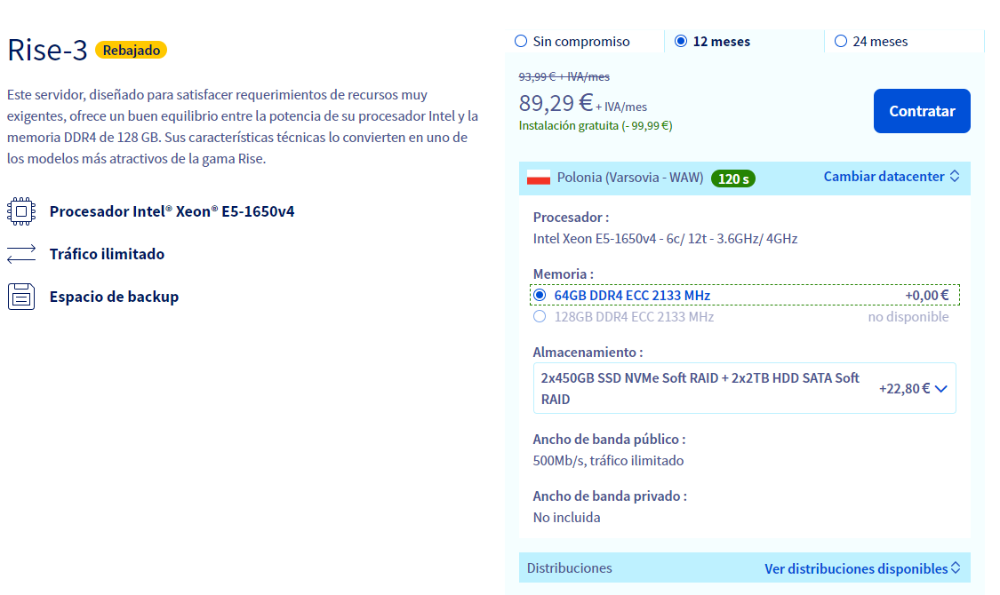 Rise-3 Rebajado
Este servidor, diseñado para satisfacer requerimientos de recursos muy
exigentes, ofrece un buen equilibrio entre la potencia de su procesador Intel y la
memoria DDR4 de 128 GB. Sus características técnicas lo convierten en uno de
los modelos más atractivos de la gama Rise.
Procesador Intel® Xeon® E5-1650v4
Tráfico ilimitado
Espacio de backup
Sin compromiso
12 meses
24 meses
93,99 € + IVA/mes
89,29 € + IVA/mes
Instalación gratuita (- 99,99 €)
Contratar
Polonia (Varsovia - WAW) 120 s
Cambiar datacenter
Procesador :
Intel Xeon E5-1650v4 - 6c/ 12t - 3.6GHz/ 4GHz
Memoria :
64GB DDR4 ECC 2133 MHz +0,00 €
128GB DDR4 ECC 2133 MHz no disponible
Almacenamiento :
2x450GB SSD NVMe Soft RAID + 2x2TB HDD SATA Soft
RAID
+22,80 €
Ancho de banda público :
500Mb/s, tráfico ilimitado
Ancho de banda privado :
No incluida
Distribuciones
Ver distribuciones disponibles